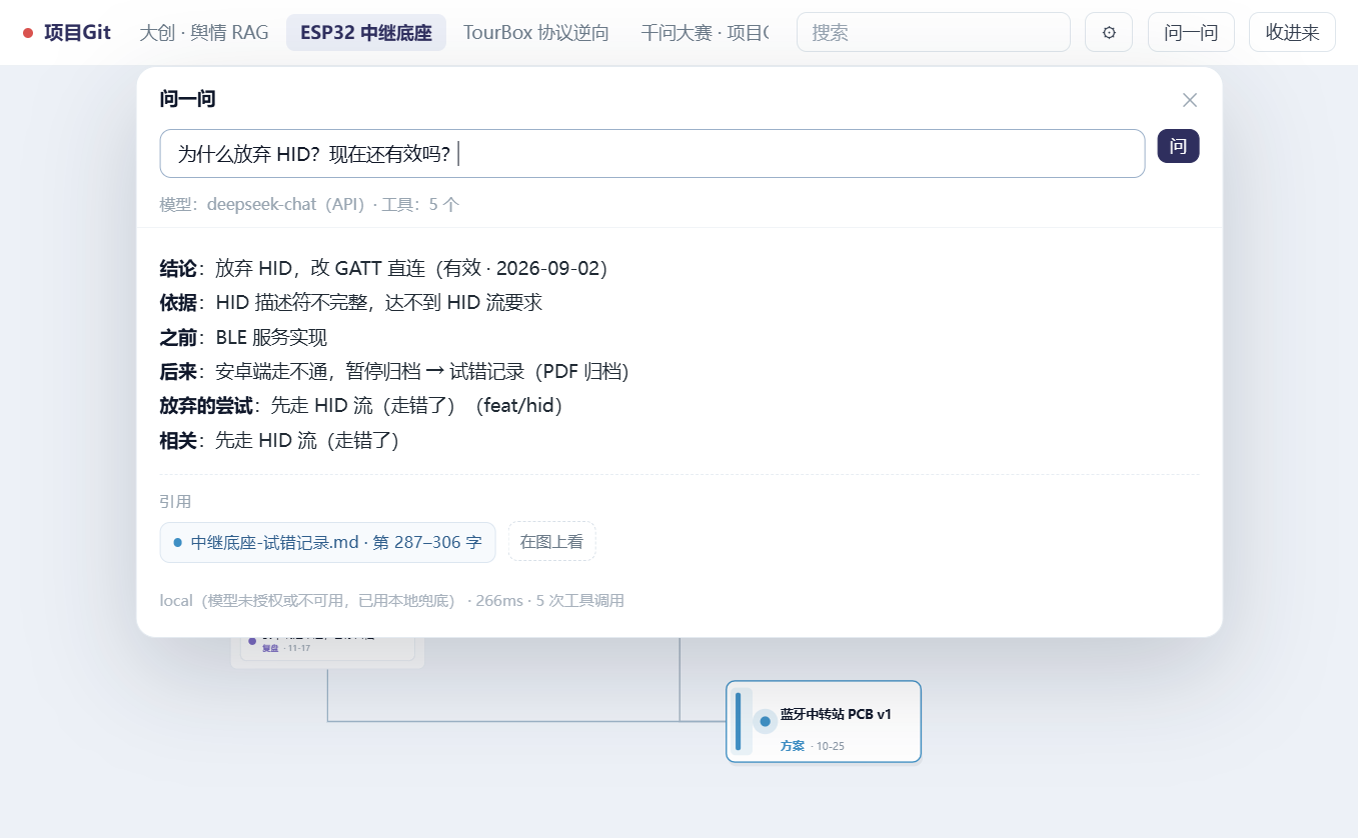 项目Git
大创 · 舆情 RAG
ESP32 中继底座
TourBox 协议逆向
千问大赛 · 项目
搜索
问一问
收进来
问一问
为什么放弃 HID？现在还有效吗？
问
模型：deepseek-chat（API）· 工具：5 个
结论：放弃 HID，改 GATT 直连（有效 · 2026-09-02）
依据：HID 描述符不完整，达不到 HID 流要求
之前：BLE 服务实现
后来：安卓端走不通，暂停归档 → 试错记录（PDF 归档）
放弃的尝试：先走 HID 流（走错了）（feat/hid）
相关：先走 HID 流（走错了）
引用
中继底座-试错记录.md · 第 287–306 字
在图上看
local（模型未授权或不可用，已用本地兜底） · 266ms · 5 次工具调用
复盘 · 11-17
蓝牙中转站 PCB v1
方案 · 10-25